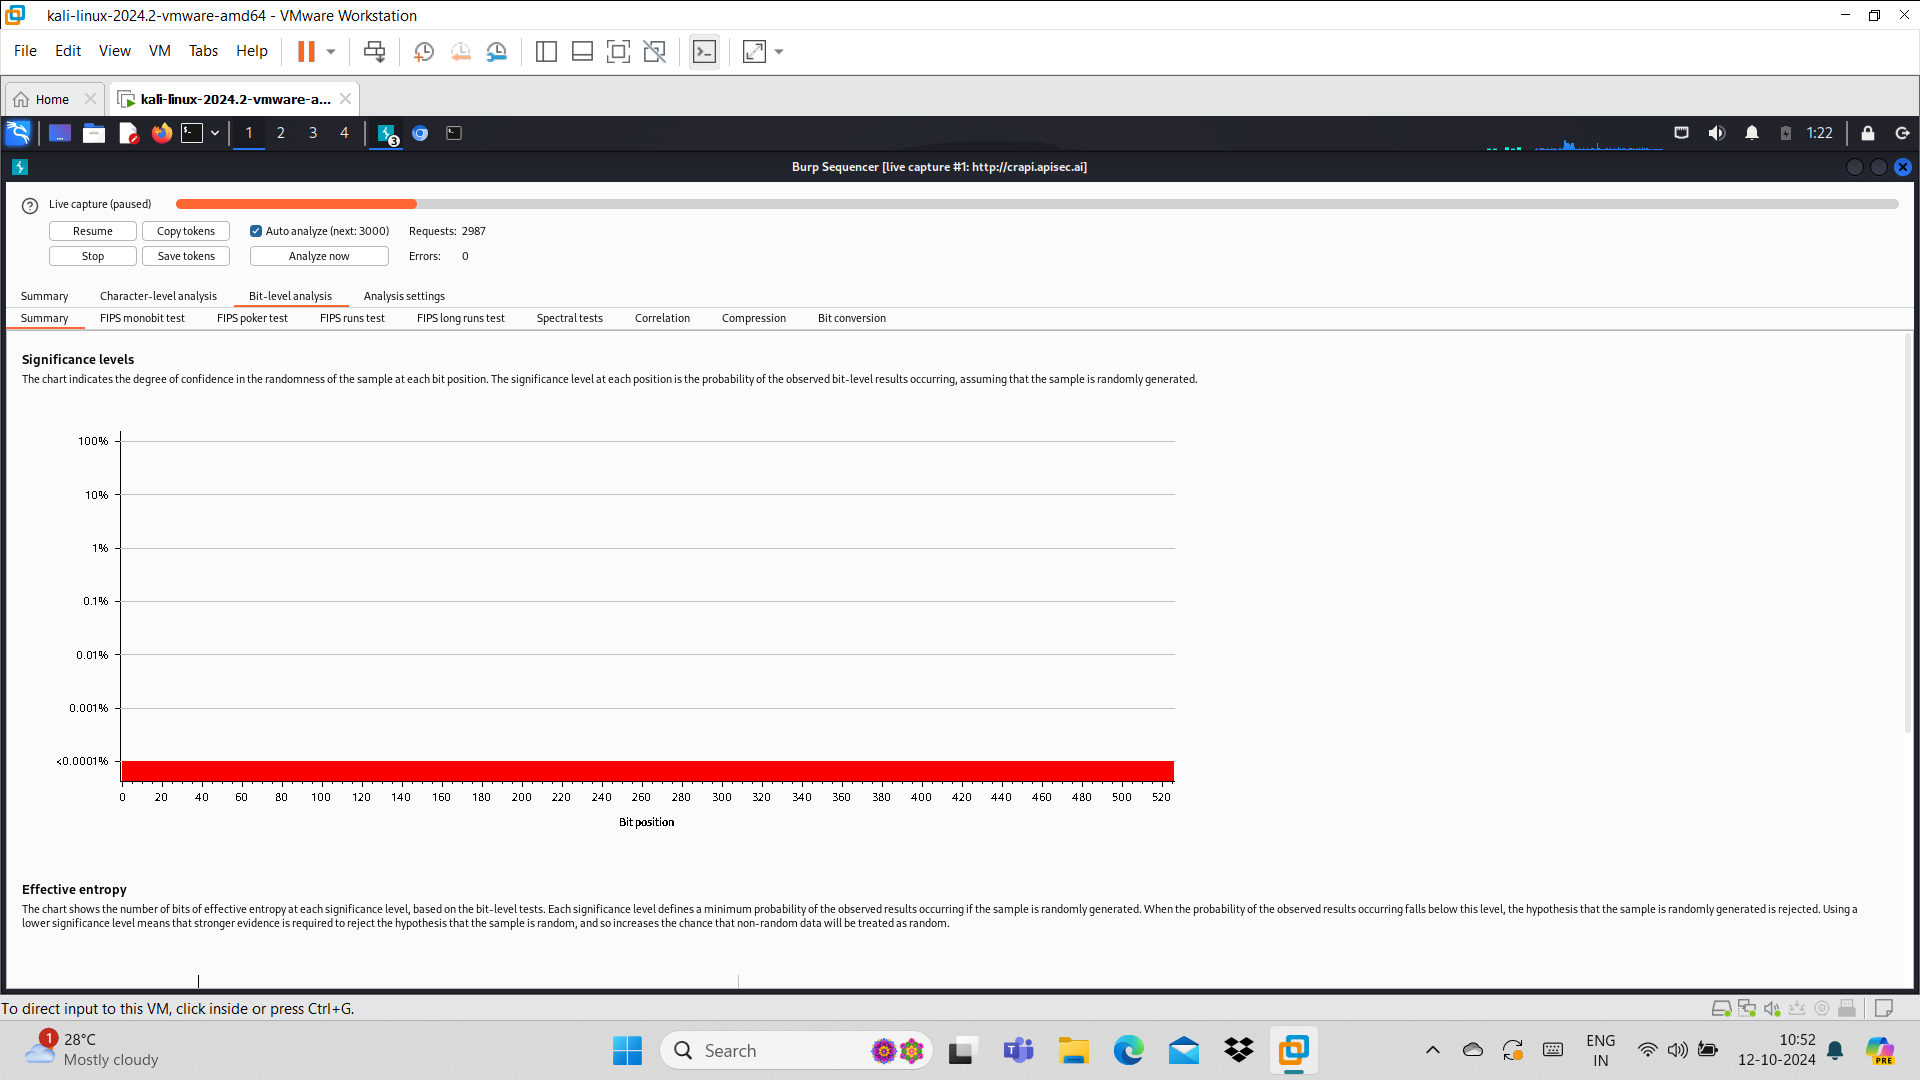 kali-linux-2024.2-vmware-amd64 - VMware Workstation
File Edit View VM Tabs Help
Home kali-linux-2024.2-vmware-a...
1 2 3 4 3 1:22
Burp Sequencer [live capture #1: http://crapi.apisec.ai]
Live capture (paused)
Resume Copy tokens Auto analyze (next: 3000) Requests: 2987
Stop Save tokens Analyze now Errors: 0
Summary Character-level analysis Bit-level analysis Analysis settings
Summary FIPS monobit test FIPS poker test FIPS runs test FIPS long runs test Spectral tests Correlation Compression Bit conversion
Significance levels
The chart indicates the degree of confidence in the randomness of the sample at each bit position. The significance level at each position is the probability of the observed bit-level results occurring, assuming that the sample is randomly generated.
100%
10%
1%
0.1%
0.01%
0.001%
<0.0001%
0 20 40 60 80 100 120 140 160 180 200 220 240 260 280 300 320 340 360 380 400 420 440 460 480 500 520
Bit position
Effective entropy
The chart shows the number of bits of effective entropy at each significance level, based on the bit-level tests. Each significance level defines a minimum probability of the observed results occurring if the sample is randomly generated. When the probability of the observed results occurring falls below this level, the hypothesis that the sample is randomly generated is rejected. Using a
lower significance level means that stronger evidence is required to reject the hypothesis that the sample is random, and so increases the chance that non-random data will be treated as random.
To direct input to this VM, click inside or press Ctrl+G.
1 28°C
Mostly cloudy
Search
ENG
IN
10:52
12-10-2024
PRE